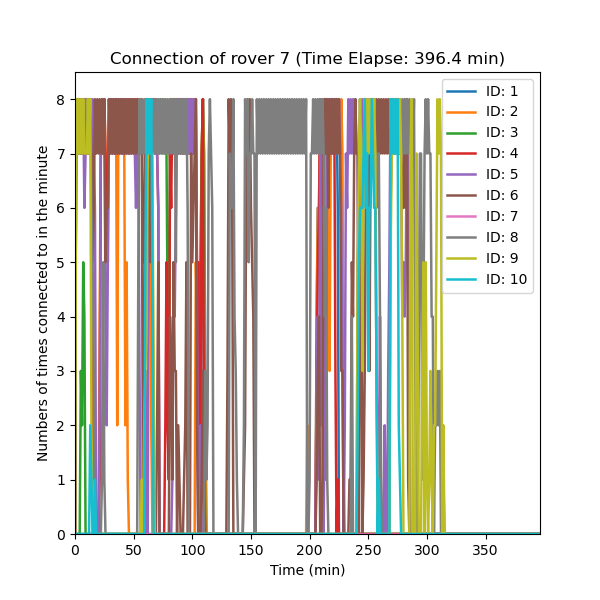 Connection of rover 7 (Time Elapse: 396.4 min)
8
7
6
5
4
3
2
1
0
Numbers of times connected to in the minute
ID: 1
ID: 2
ID: 3
ID: 4
ID: 5
ID: 6
ID: 7
ID: 8
ID: 9
ID: 10
0 50 100 150 200 250 300 350
Time (min)